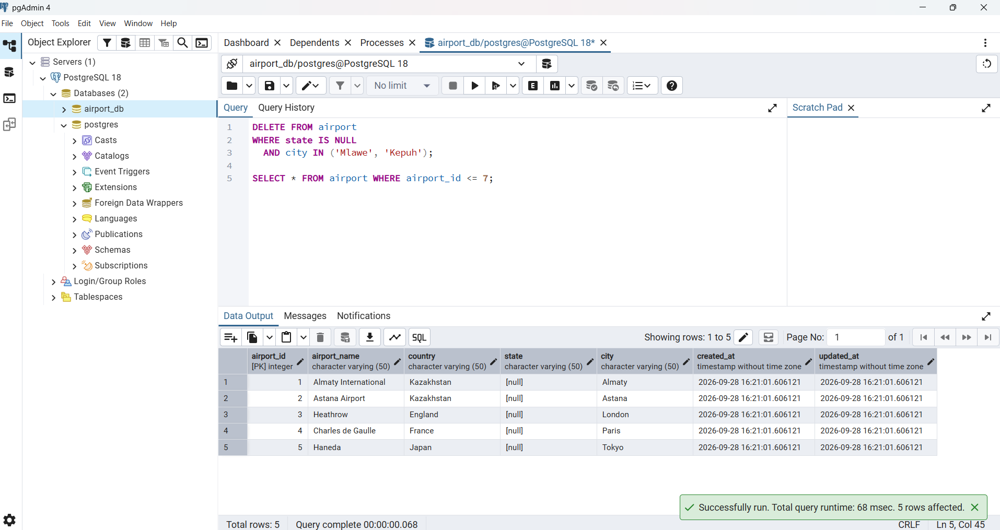 pgAdmin 4
File Object Tools Edit View Window Help
Object Explorer
Servers (1)
PostgreSQL 18
Databases (2)
airport_db
postgres
Casts
Catalogs
Event Triggers
Extensions
Foreign Data Wrappers
Languages
Publications
Schemas
Subscriptions
Login/Group Roles
Tablespaces
Dashboard Dependents Processes airport_db/postgres@PostgreSQL 18*
airport_db/postgres@PostgreSQL 18
No limit E
Query Query History
Scratch Pad
1 DELETE FROM airport
2 WHERE state IS NULL
3 AND city IN ('Mlawe', 'Kepuh');
4
5 SELECT * FROM airport WHERE airport_id <= 7;
Data Output Messages Notifications
SQL Showing rows: 1 to 5 Page No: 1 of 1
airport_id airport_name country state city created_at updated_at
[PK] integer character varying (50) character varying (50) character varying (50) character varying (50) timestamp without time zone timestamp without time zone
1 1 Almaty International Kazakhstan [null] Almaty 2026-09-28 16:21:01.606121 2026-09-28 16:21:01.606121
2 2 Astana Airport Kazakhstan [null] Astana 2026-09-28 16:21:01.606121 2026-09-28 16:21:01.606121
3 3 Heathrow England [null] London 2026-09-28 16:21:01.606121 2026-09-28 16:21:01.606121
4 4 Charles de Gaulle France [null] Paris 2026-09-28 16:21:01.606121 2026-09-28 16:21:01.606121
5 5 Haneda Japan [null] Tokyo 2026-09-28 16:21:01.606121 2026-09-28 16:21:01.606121
Successfully run. Total query runtime: 68 msec. 5 rows affected.
Total rows: 5 Query complete 00:00:00.068 CRLF Ln 5, Col 45